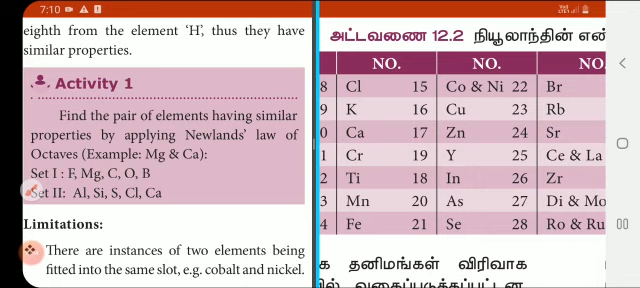 7:10
eighth from the element ‘H’, thus they have
similar properties.
Activity 1
Find the pair of elements having similar
properties by applying Newlands’ law of
Octaves (Example: Mg & Ca):
Set I : F, Mg, C, O, B
Set II: Al, Si, S, Cl, Ca
Limitations:
There are instances of two elements being
fitted into the same slot, e.g. cobalt and nickel.
அட்டவணை 12.2 நியூலாந்தின் எண்
NO. NO. NO.
8 Cl 15 Co & Ni 22 Br
9 K 16 Cu 23 Rb
0 Ca 17 Zn 24 Sr
1 Cr 19 Y 25 Ce & La
2 Ti 18 In 26 Zr
3 Mn 20 As 27 Di & Mo
4 Fe 21 Se 28 Ro & Ru
க தனிமங்கள் விரிவாக